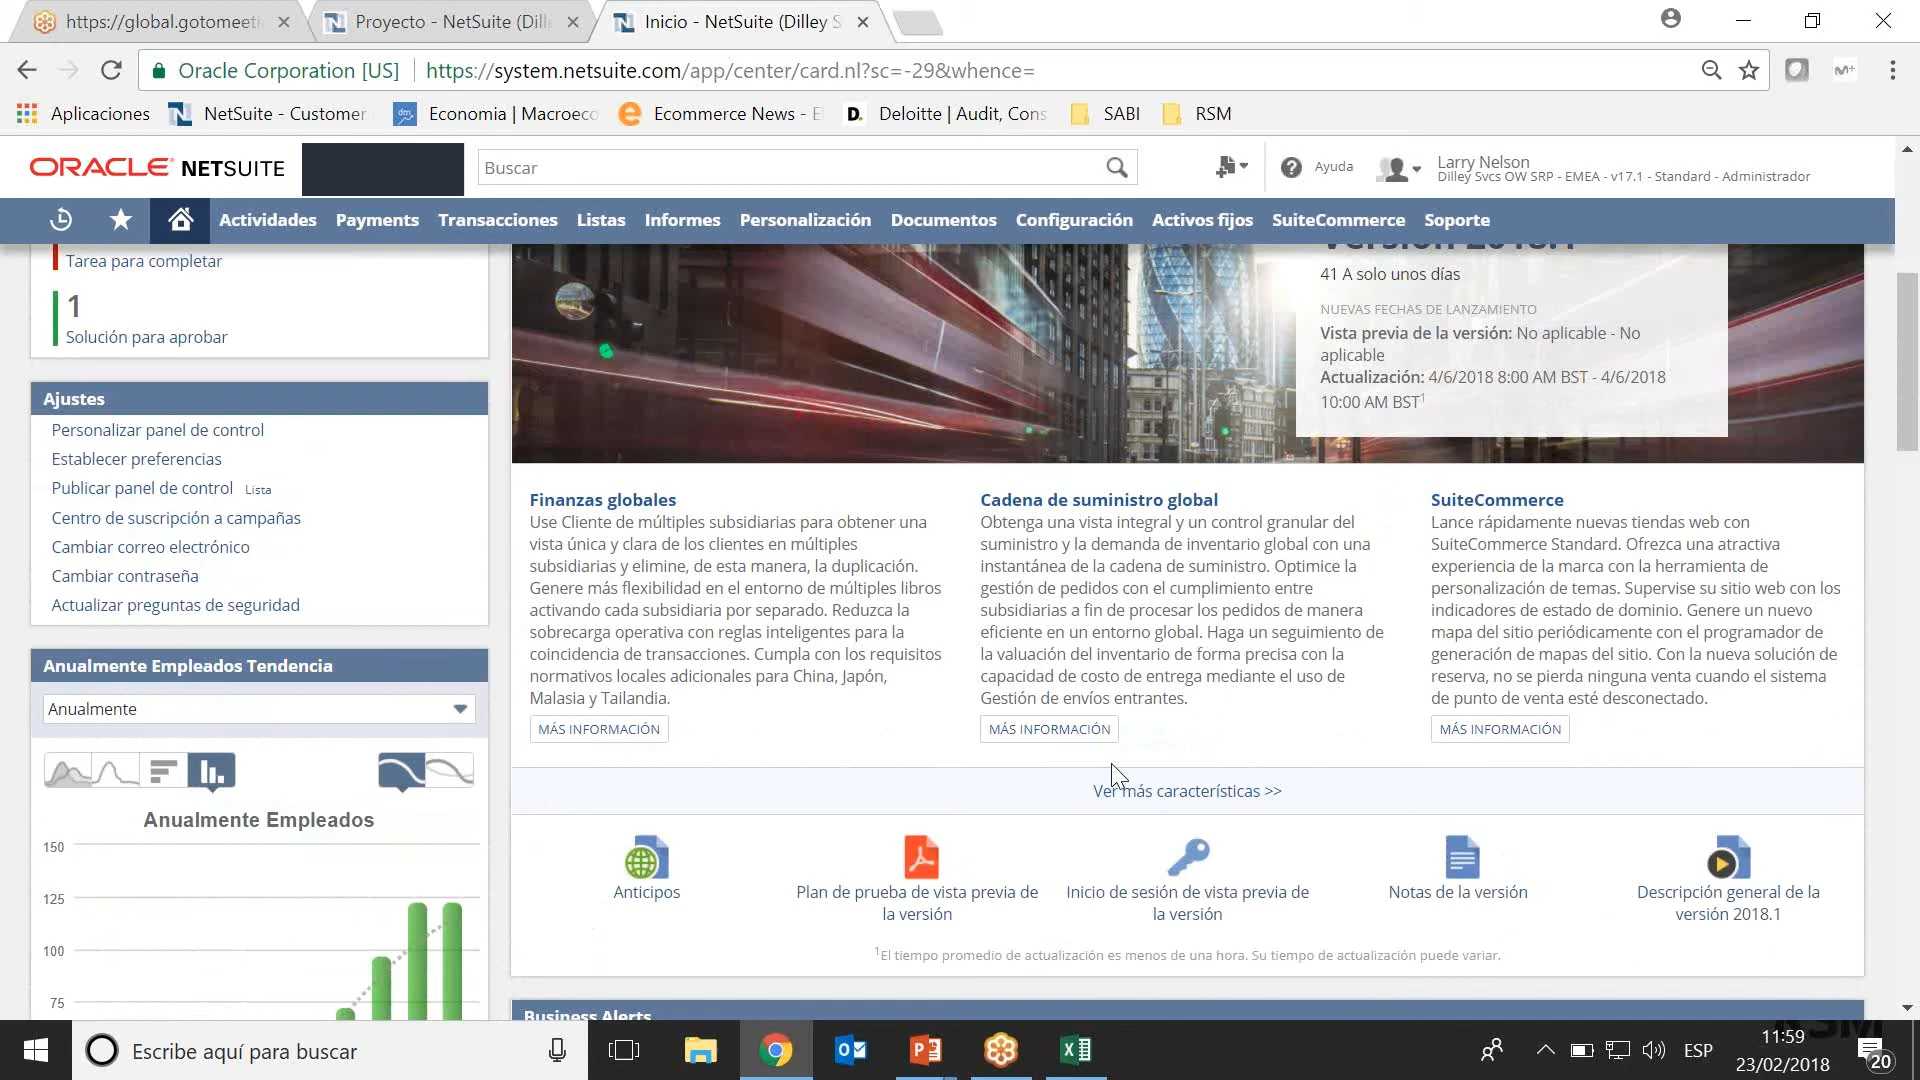 https://global.gotomeeti
Proyecto - NetSuite (Dill
Inicio - NetSuite (Dilley S
Oracle Corporation [US]
https://system.netsuite.com/app/center/card.nl?sc=-29&whence=
Aplicaciones
NetSuite - Customer
Economia | Macroeco
Ecommerce News - E
D.
Deloitte | Audit, Cons
SABI
RSM
ORACLE NETSUITE
Buscar
Ayuda
Larry Nelson
Dilley Svcs OW SRP - EMEA - v17.1 - Standard - Administrador
Actividades
Payments
Transacciones
Listas
Informes
Personalización
Documentos
Configuración
Activos fijos
SuiteCommerce
Soporte
Tarea para completar
1
Solución para aprobar
Ajustes
Personalizar panel de control
Establecer preferencias
Publicar panel de control Lista
Centro de suscripción a campañas
Cambiar correo electrónico
Cambiar contraseña
Actualizar preguntas de seguridad
Anualmente Empleados Tendencia
Anualmente
Anualmente Empleados
150
125
100
75
Versión 2018.1
41 A solo unos días
NUEVAS FECHAS DE LANZAMIENTO
Vista previa de la versión: No aplicable - No
aplicable
Actualización: 4/6/2018 8:00 AM BST - 4/6/2018
10:00 AM BST1
Finanzas globales
Use Cliente de múltiples subsidiarias para obtener una
vista única y clara de los clientes en múltiples
subsidiarias y elimine, de esta manera, la duplicación.
Genere más flexibilidad en el entorno de múltiples libros
activando cada subsidiaria por separado. Reduzca la
sobrecarga operativa con reglas inteligentes para la
coincidencia de transacciones. Cumpla con los requisitos
normativos locales adicionales para China, Japón,
Malasia y Tailandia.
MÁS INFORMACIÓN
Cadena de suministro global
Obtenga una vista integral y un control granular del
suministro y la demanda de inventario global con una
instantánea de la cadena de suministro. Optimice la
gestión de pedidos con el cumplimiento entre
subsidiarias a fin de procesar los pedidos de manera
eficiente en un entorno global. Haga un seguimiento de
la valuación del inventario de forma precisa con la
capacidad de costo de entrega mediante el uso de
Gestión de envíos entrantes.
MÁS INFORMACIÓN
SuiteCommerce
Lance rápidamente nuevas tiendas web con
SuiteCommerce Standard. Ofrezca una atractiva
experiencia de la marca con la herramienta de
personalización de temas. Supervise su sitio web con los
indicadores de estado de dominio. Genere un nuevo
mapa del sitio periódicamente con el programador de
generación de mapas del sitio. Con la nueva solución de
reserva, no se pierda ninguna venta cuando el sistema
de punto de venta esté desconectado.
MÁS INFORMACIÓN
Ver más características >>
Anticipos
Plan de prueba de vista previa de
la versión
Inicio de sesión de vista previa de
la versión
Notas de la versión
Descripción general de la
versión 2018.1
1El tiempo promedio de actualización es menos de una hora. Su tiempo de actualización puede variar.
Business Alerts
Escribe aquí para buscar
ESP
11:59
23/02/2018
20